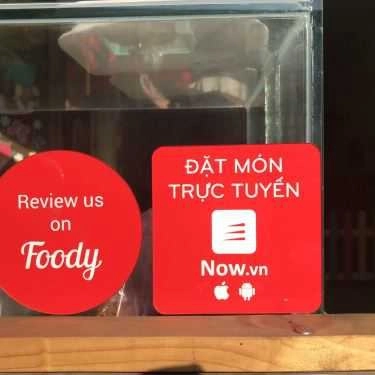 Review us
on
Foody
ĐẶT MÓN
TRỰC TUYẾN
Now.vn